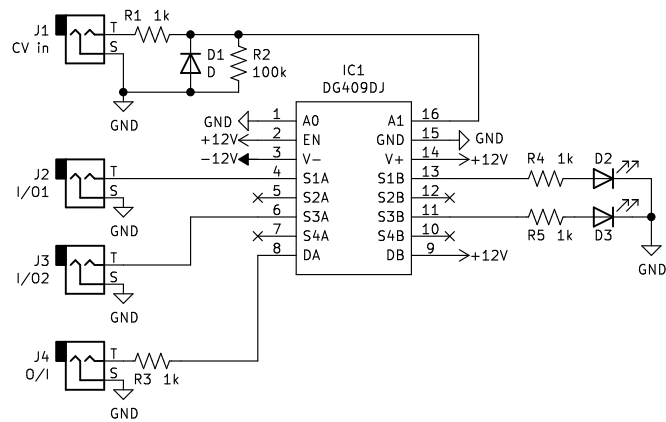 J1
CV in
T
S
R1 1k
D1
D
R2
100k
GND
IC1
DG409DJ
GND 1 A0
A1 16
+12V 2 EN
GND 15 GND
-12V 3 V-
V+ 14 +12V
J2
I/O1
T
S
GND
4 S1A
S1B 13
R4 1k
D2
5 S2A
S2B 12
6 S3A
S3B 11
R5 1k
D3
7 S4A
S4B 10
8 DA
DB 9 +12V
GND
J3
I/O2
T
S
GND
J4
O/I
T
S
R3 1k
GND